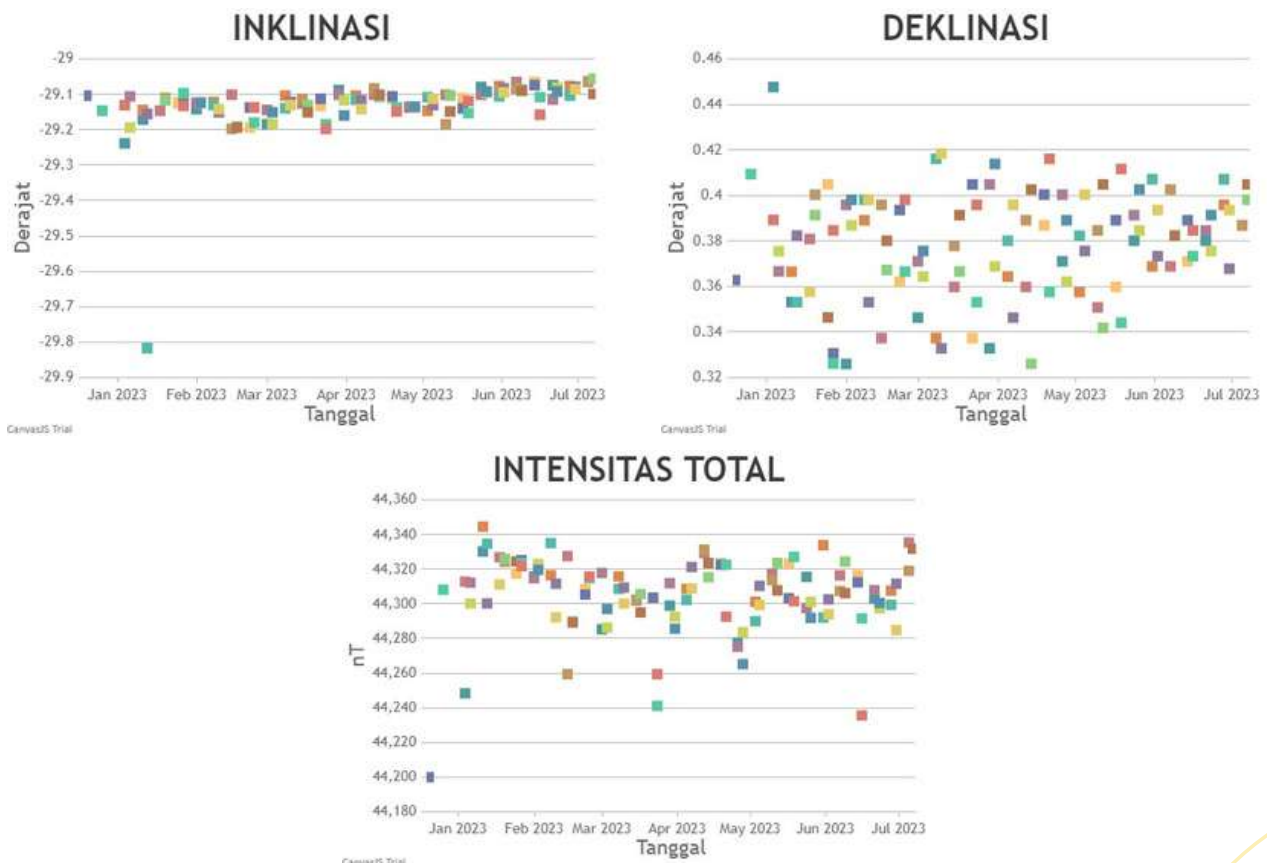 INKLINASI
-29
-29.1
-29.2
-29.3
-29.4
-29.5
-29.6
-29.7
-29.8
-29.9
Derajat
Jan 2023 Feb 2023 Mar 2023 Apr 2023 May 2023 Jun 2023 Jul 2023
Tanggal
CanvasJS Trial
DEKLINASI
0.46
0.44
0.42
0.4
0.38
0.36
0.34
0.32
Derajat
Jan 2023 Feb 2023 Mar 2023 Apr 2023 May 2023 Jun 2023 Jul 2023
Tanggal
CanvasJS Trial
INTENSITAS TOTAL
44,360
44,340
44,320
44,300
44,280
44,260
44,240
44,220
44,200
44,180
nT
Jan 2023 Feb 2023 Mar 2023 Apr 2023 May 2023 Jun 2023 Jul 2023
Tanggal
CanvasJS Trial